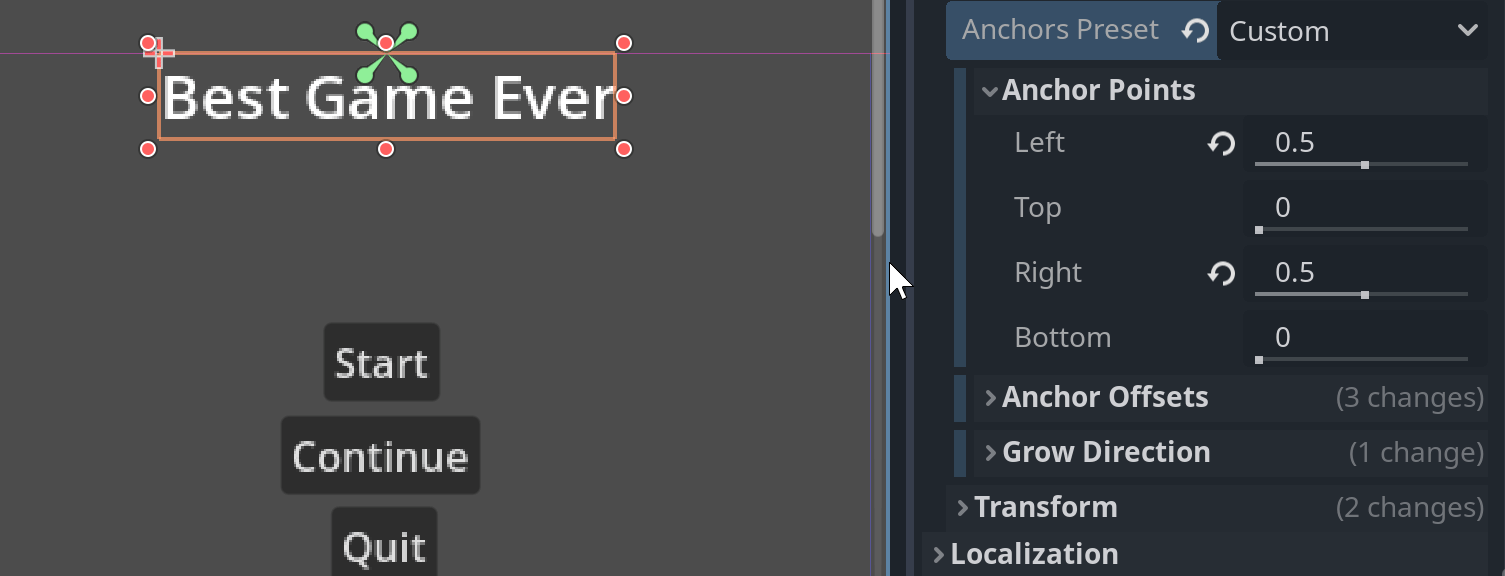 Best Game Ever
Start
Continue
Quit
Anchors Preset Custom
Anchor Points
Left 0.5
Top 0
Right 0.5
Bottom 0
Anchor Offsets (3 changes)
Grow Direction (1 change)
Transform (2 changes)
Localization